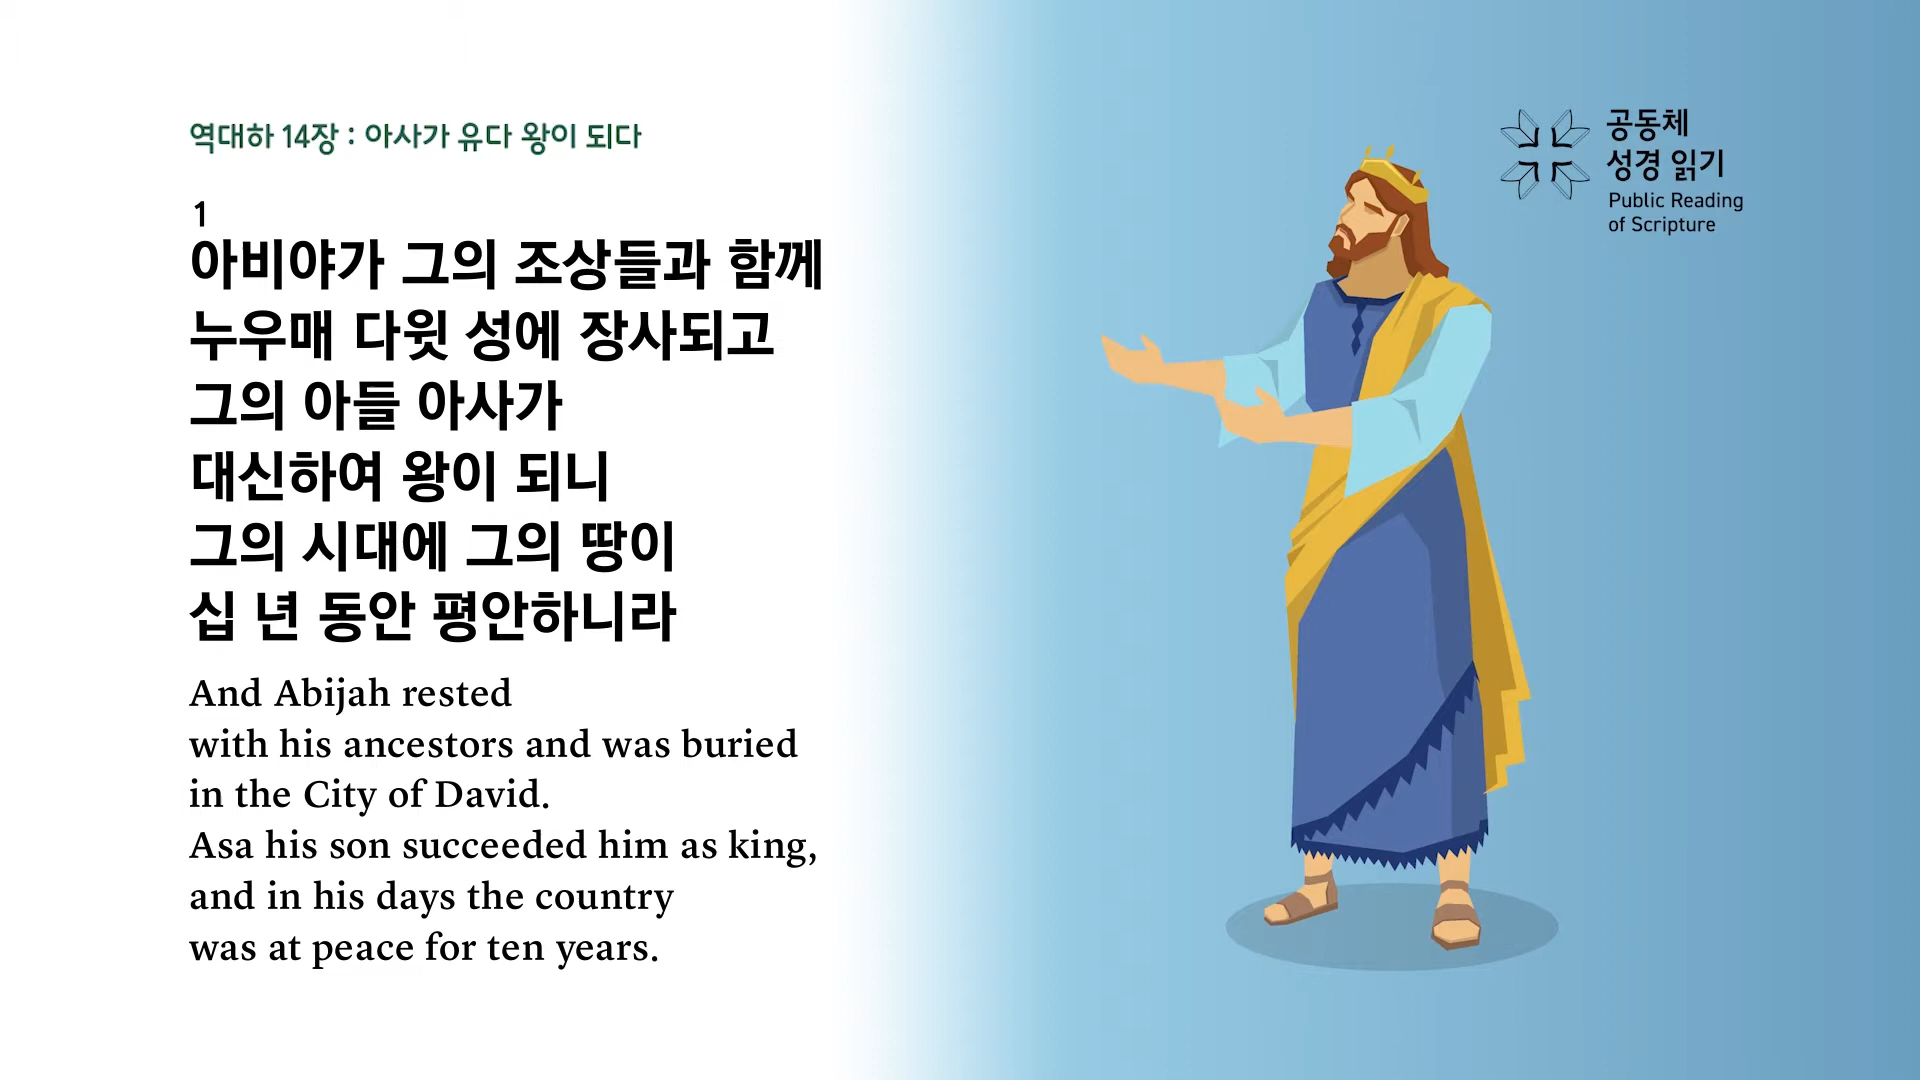 역대하 14장 : 아사가 유다 왕이 되다
1
아비야가 그의 조상들과 함께
누우매 다윗 성에 장사되고
그의 아들 아사가
대신하여 왕이 되니
그의 시대에 그의 땅이
십 년 동안 평안하니라
And Abijah rested
with his ancestors and was buried
in the City of David.
Asa his son succeeded him as king,
and in his days the country
was at peace for ten years.
공동체
성경 읽기
Public Reading
of Scripture